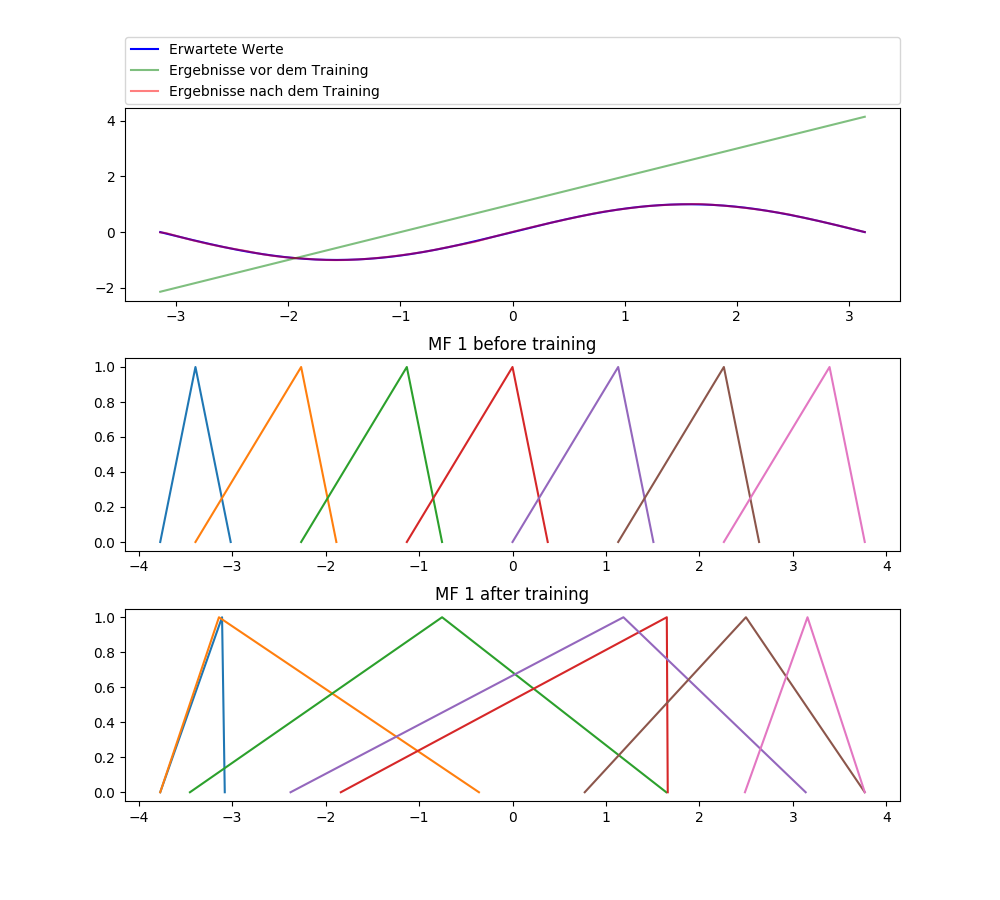 Erwartete Werte
Ergebnisse vor dem Training
Ergebnisse nach dem Training
4
2
0
−2
−3 −2 −1 0 1 2 3
MF 1 before training
1.0
0.8
0.6
0.4
0.2
0.0
−4 −3 −2 −1 0 1 2 3 4
MF 1 after training
1.0
0.8
0.6
0.4
0.2
0.0
−4 −3 −2 −1 0 1 2 3 4